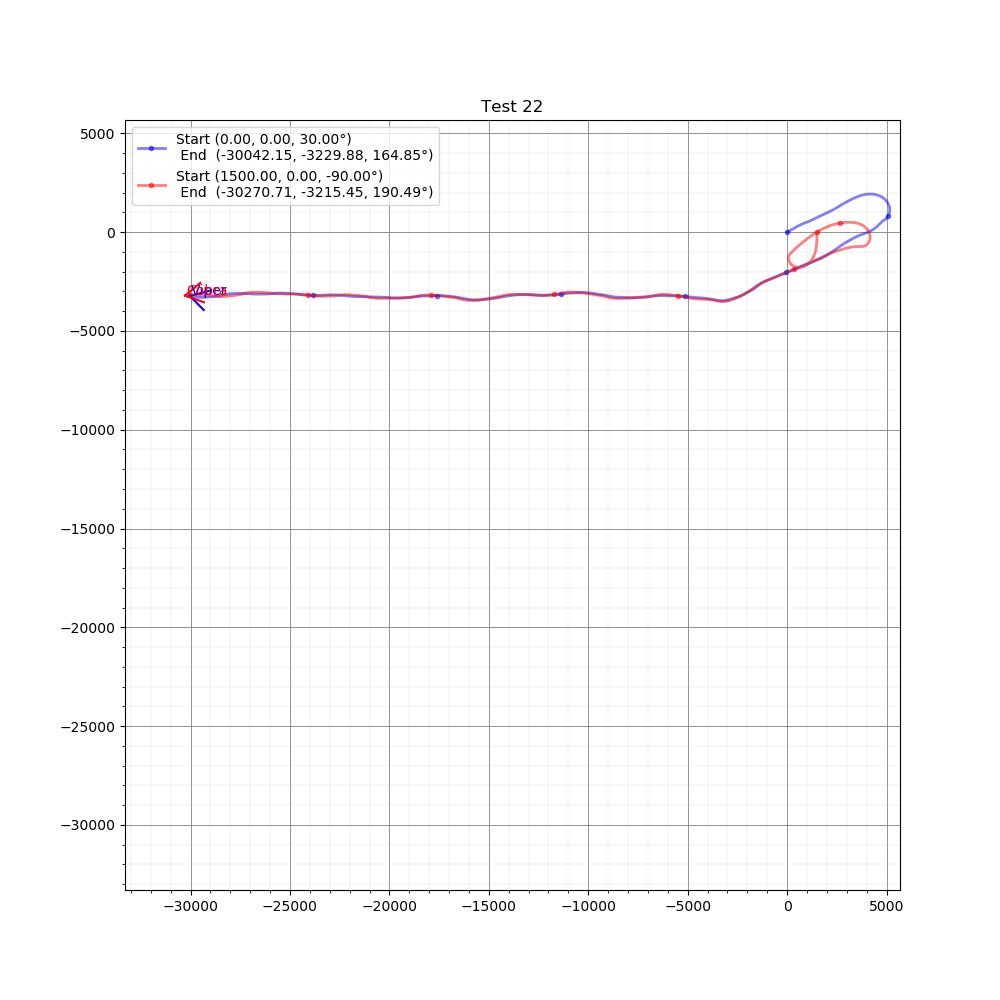 Test 22
Start (0.00, 0.00, 30.00°)
End (-30042.15, -3229.88, 164.85°)
Start (1500.00, 0.00, -90.00°)
End (-30270.71, -3215.45, 190.49°)
5000
0
−5000
−10000
−15000
−20000
−25000
−30000
−30000 −25000 −20000 −15000 −10000 −5000 0 5000